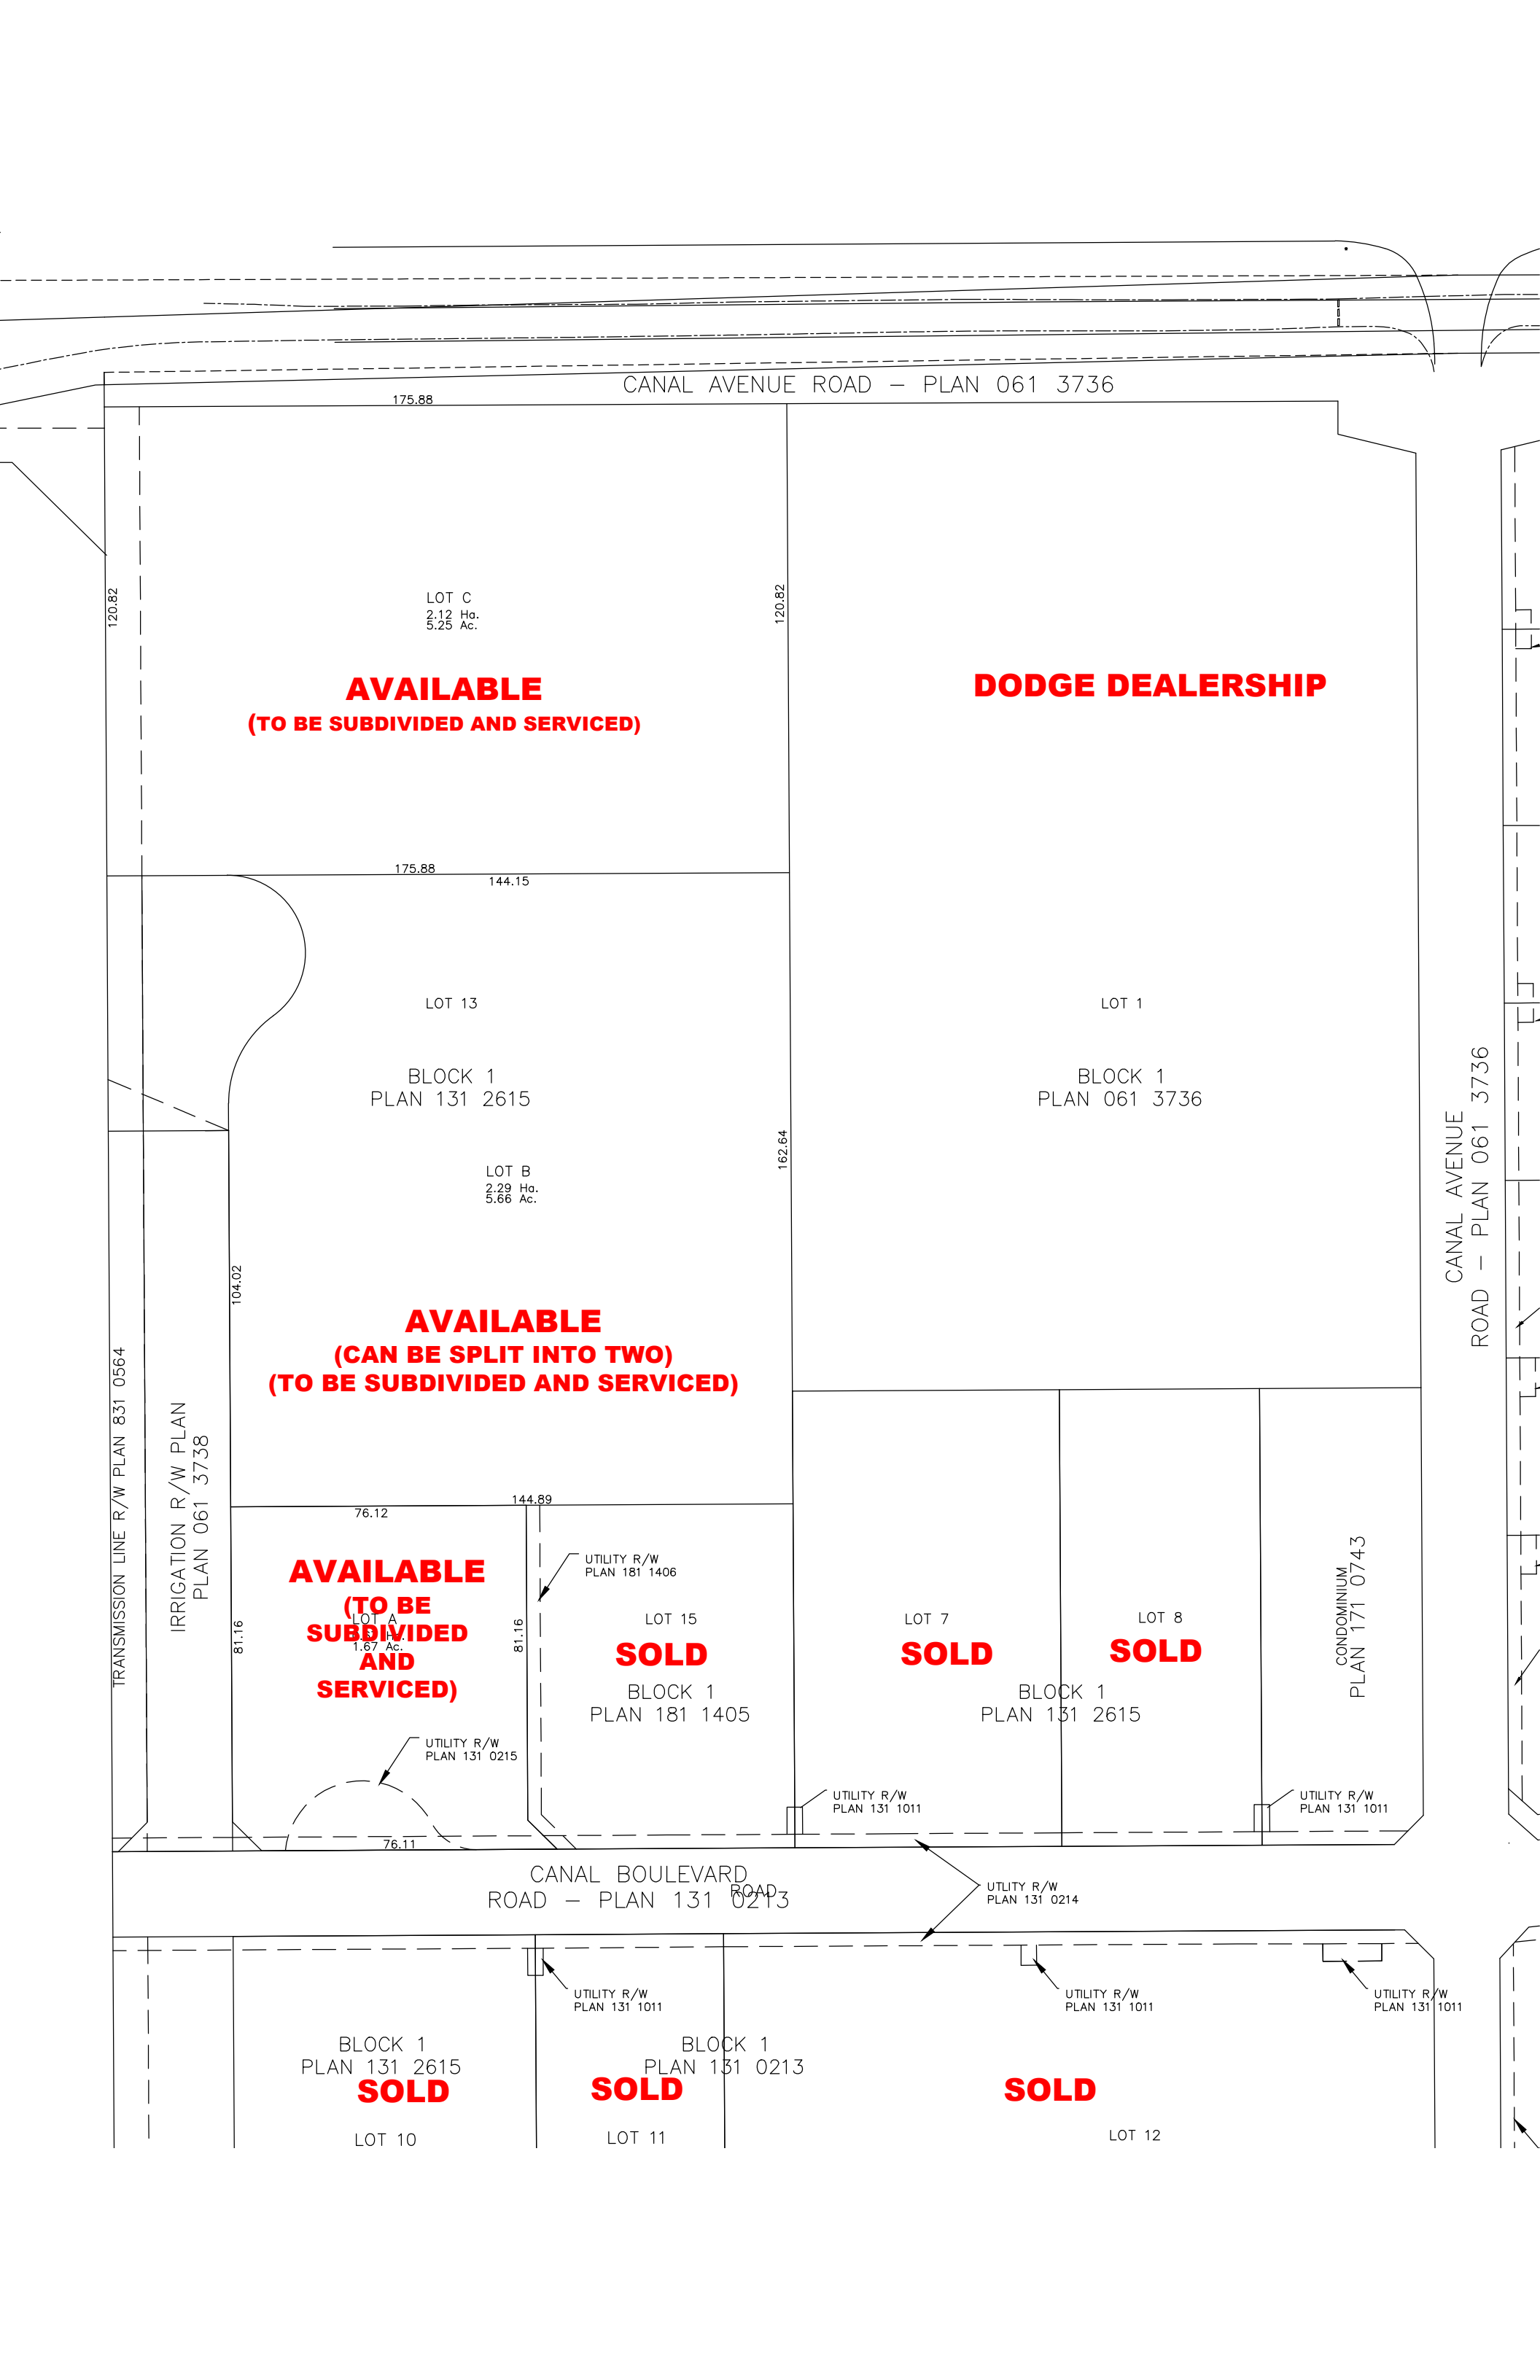 CANAL AVENUE ROAD – PLAN 061 3736
175.88
120.82
120.82
LOT C
2.12 Ha.
5.25 Ac.
AVAILABLE
(TO BE SUBDIVIDED AND SERVICED)
DODGE DEALERSHIP
175.88
144.15
LOT 13
BLOCK 1
PLAN 131 2615
LOT 1
BLOCK 1
PLAN 061 3736
CANAL AVENUE
ROAD – PLAN 061 3736
162.64
LOT B
2.29 Ha.
5.66 Ac.
104.02
AVAILABLE
(CAN BE SPLIT INTO TWO)
(TO BE SUBDIVIDED AND SERVICED)
TRANSMISSION LINE R/W PLAN 831 0564
IRRIGATION R/W PLAN
PLAN 061 3738
144.89
76.12
AVAILABLE
(TO BE
SUBDIVIDED
AND
SERVICED)
LOT A
1.67 Ac.
81.16
81.16
UTILITY R/W
PLAN 181 1406
LOT 15
SOLD
BLOCK 1
PLAN 181 1405
LOT 7
SOLD
LOT 8
SOLD
BLOCK 1
PLAN 131 2615
CONDOMINIUM
PLAN 171 0743
UTILITY R/W
PLAN 131 0215
UTILITY R/W
PLAN 131 1011
UTILITY R/W
PLAN 131 1011
76.11
CANAL BOULEVARD
ROAD – PLAN 131 0213
ROAD
UTLITY R/W
PLAN 131 0214
UTILITY R/W
PLAN 131 1011
UTILITY R/W
PLAN 131 1011
UTILITY R/W
PLAN 131 1011
BLOCK 1
PLAN 131 2615
SOLD
LOT 10
BLOCK 1
PLAN 131 0213
SOLD
LOT 11
SOLD
LOT 12